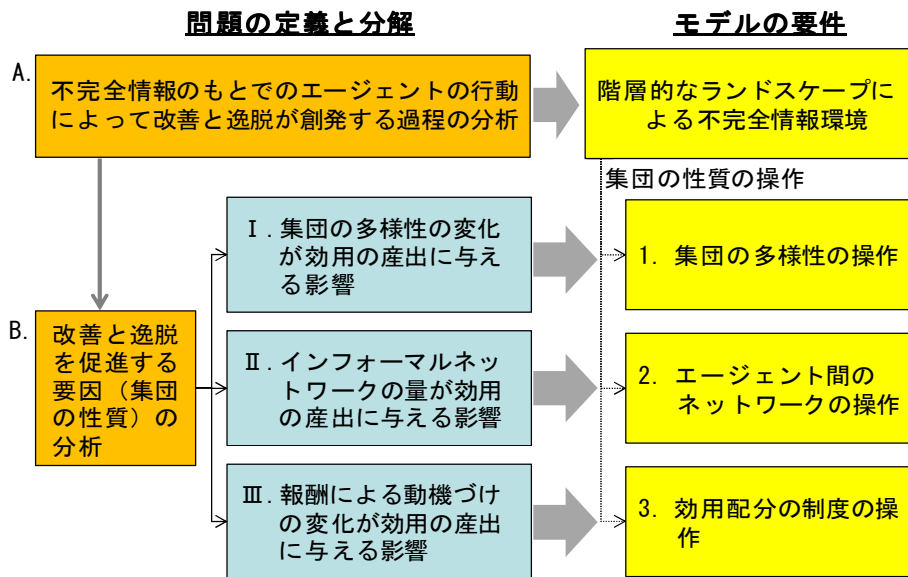 問題の定義と分解
モデルの要件
A.
不完全情報のもとでのエージェントの行動
によって改善と逸脱が創発する過程の分析
階層的なランドスケープに
よる不完全情報環境
集団の性質の操作
Ⅰ.集団の多様性の変化
が効用の産出に与え
る影響
1. 集団の多様性の操作
B.
改善と逸脱
を促進する
要因（集団
の性質）の
分析
Ⅱ.インフォーマルネッ
トワークの量が効用
の産出に与える影響
2. エージェント間の
ネットワークの操作
Ⅲ.報酬による動機づけ
の変化が効用の産出
に与える影響
3. 効用配分の制度の操
作